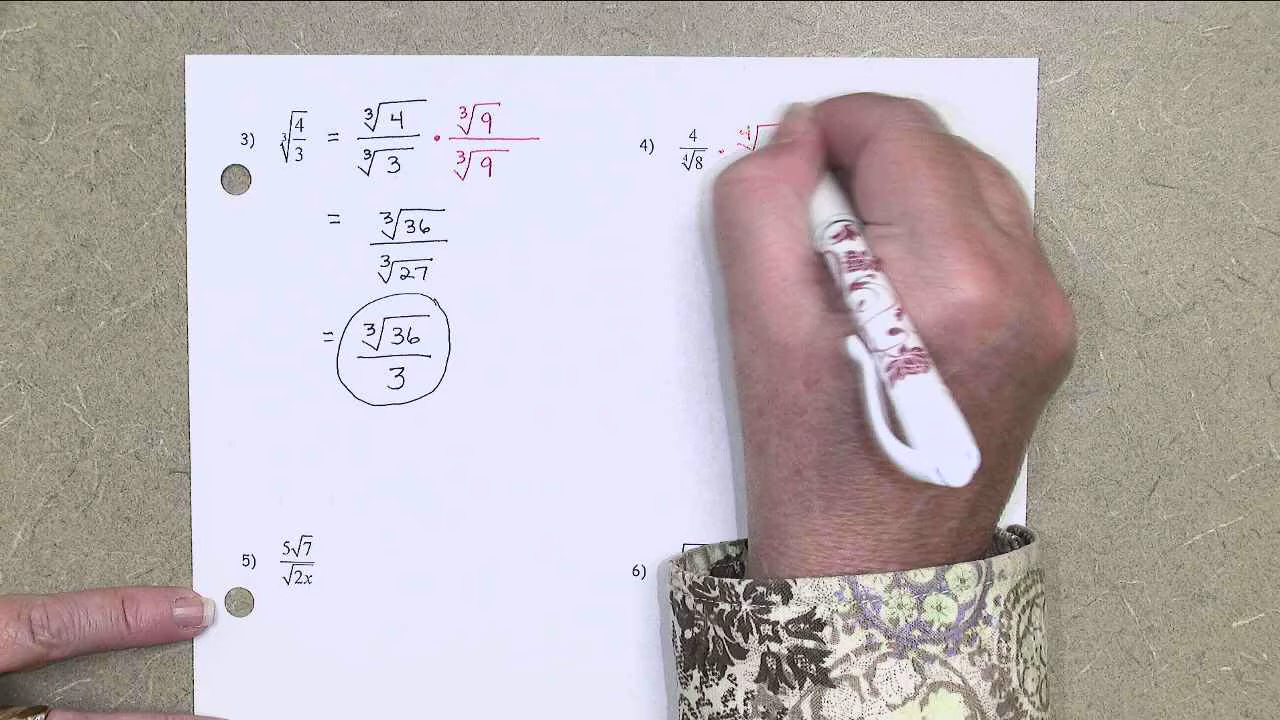 3) ∛(4/3) = ∛4/∛3 · ∛9/∛9
= ∛36/∛27
= ∛36/3
4) 4/∜8 · ∜
5) 5√7/√2x
6)